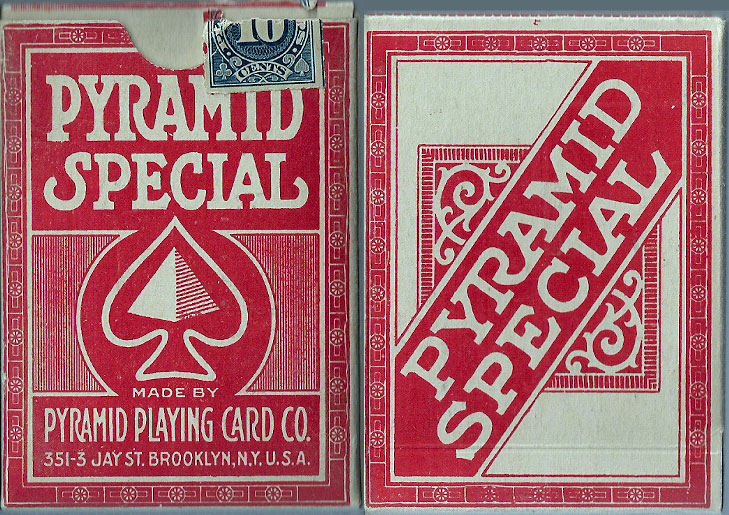 10
CENTS
PYRAMID
SPECIAL
MADE BY
PYRAMID PLAYING CARD CO.
351-3 JAY ST. BROOKLYN, N.Y. U.S.A.
PYRAMID
SPECIAL